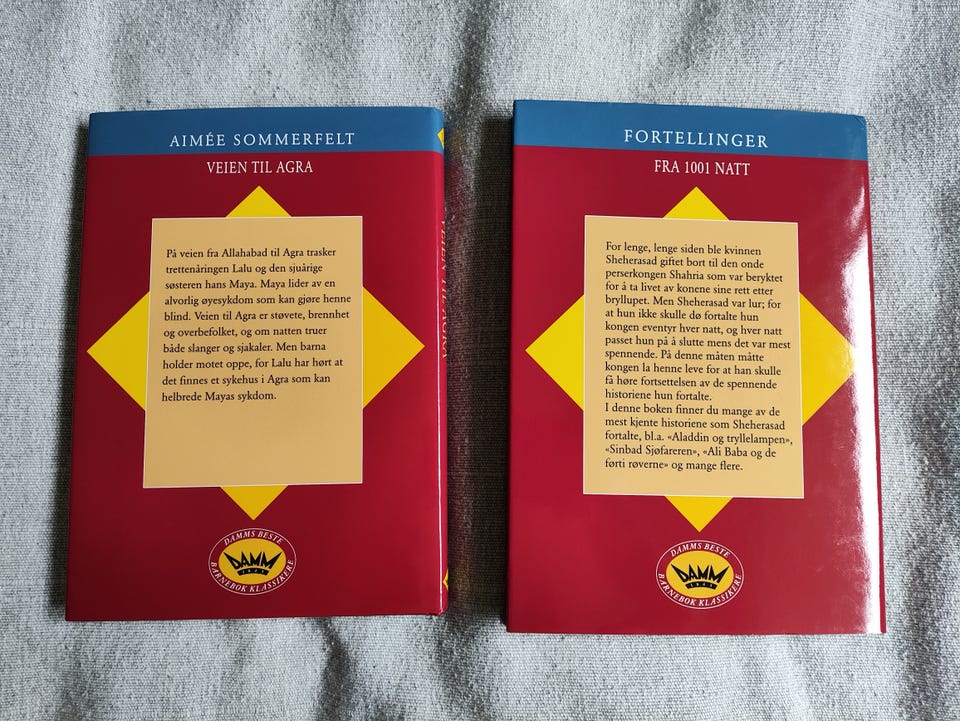 AIMÉE SOMMERFELT
VEIEN TIL AGRA
På veien fra Allahabad til Agra trasker
trettenåringen Lalu og den sjuårige
søsteren hans Maya. Maya lider av en
alvorlig øyesykdom som kan gjøre henne
blind. Veien til Agra er støvete, brennhet
og overbefolket, og om natten truer
både slanger og sjakaler. Men barna
holder motet oppe, for Lalu har hørt at
det finnes et sykehus i Agra som kan
helbrede Mayas sykdom.
DAMMS BESTE
DAMM
1843
BARNEBOK KLASSIKERE
VEIEN TIL AGRA
FORTELLINGER
FRA 1001 NATT
For lenge, lenge siden ble kvinnen
Sheherasad giftet bort til den onde
perserkongen Shahria som var beryktet
for å ta livet av konene sine rett etter
bryllupet. Men Sheherasad var lur; for
at hun ikke skulle dø fortalte hun
kongen eventyr hver natt, og hver natt
passet hun på å slutte mens det var mest
spennende. På denne måten måtte
kongen la henne leve for at han skulle
få høre fortsettelsen av de spennende
historiene hun fortalte.
I denne boken finner du mange av de
mest kjente historiene som Sheherasad
fortalte, bl.a. «Aladdin og tryllelampen»,
«Sinbad Sjøfareren», «Ali Baba og de
førti røverne» og mange flere.
DAMMS BESTE
DAMM
1843
BARNEBOK KLASSIKERE